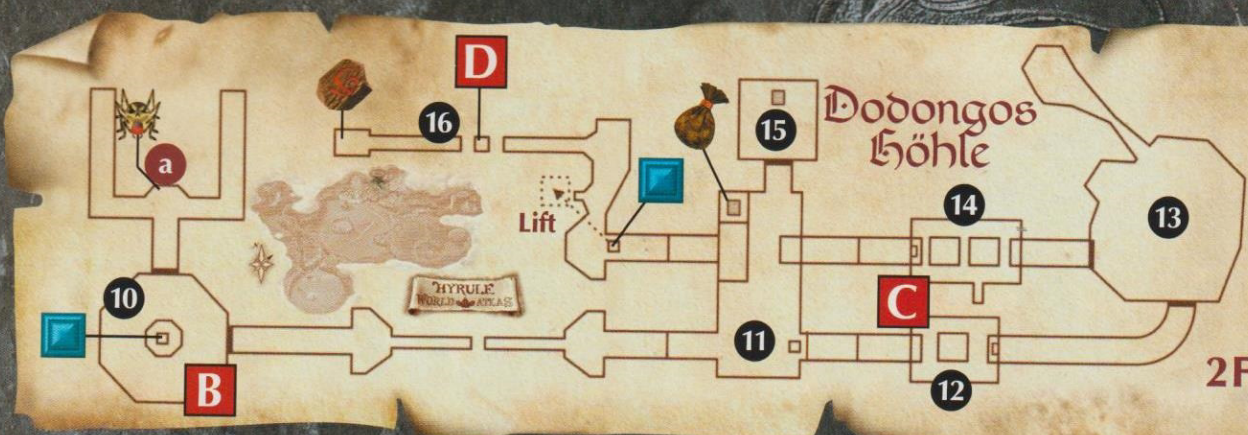 D
16
15
Dodongos
Höhle
a
14
13
Lift
10
HYRULE
WORLD ATLAS
C
11
B
12
2F